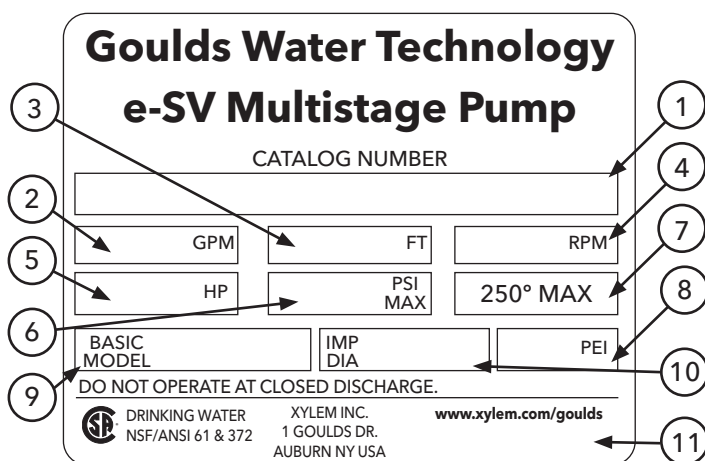 Goulds Water Technology
e-SV Multistage Pump
3
1
CATALOG NUMBER
4
2
GPM
FT
RPM
7
5
HP
PSI
MAX
250° MAX
8
6
BASIC
MODEL
IMP
DIA
PEI
10
9
DO NOT OPERATE AT CLOSED DISCHARGE.
SA
DRINKING WATER
NSF/ANSI 61 & 372
XYLEM INC.
1 GOULDS DR.
AUBURN NY USA
www.xylem.com/goulds
11